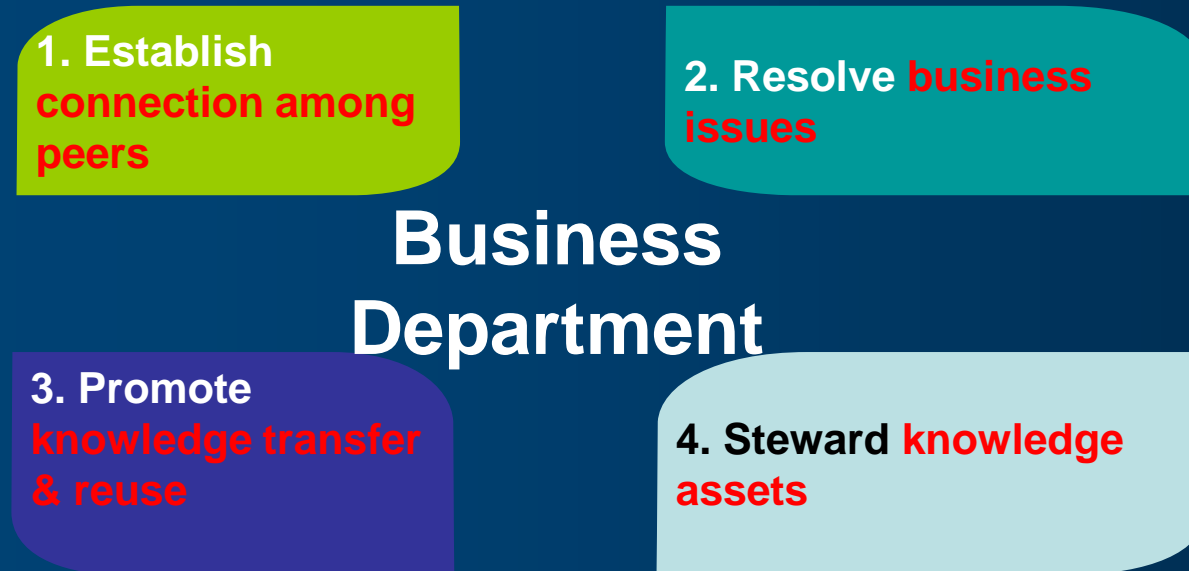 1. Establish
connection among
peers
2. Resolve business
issues
Business
Department
3. Promote
knowledge transfer
& reuse
4. Steward knowledge
assets